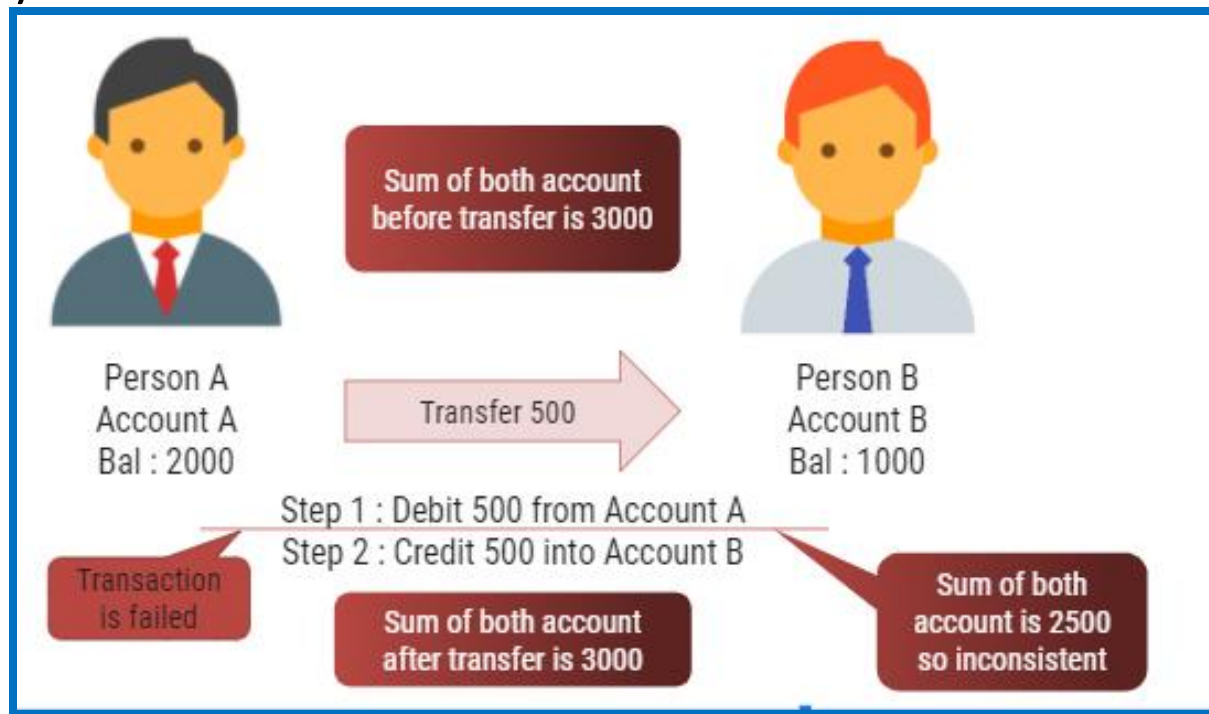 Sum of both account
before transfer is 3000
Person A
Account A
Bal : 2000
Transfer 500
Person B
Account B
Bal : 1000
Step 1 : Debit 500 from Account A
Step 2 : Credit 500 into Account B
Transaction
is failed
Sum of both account
after transfer is 3000
Sum of both
account is 2500
so inconsistent